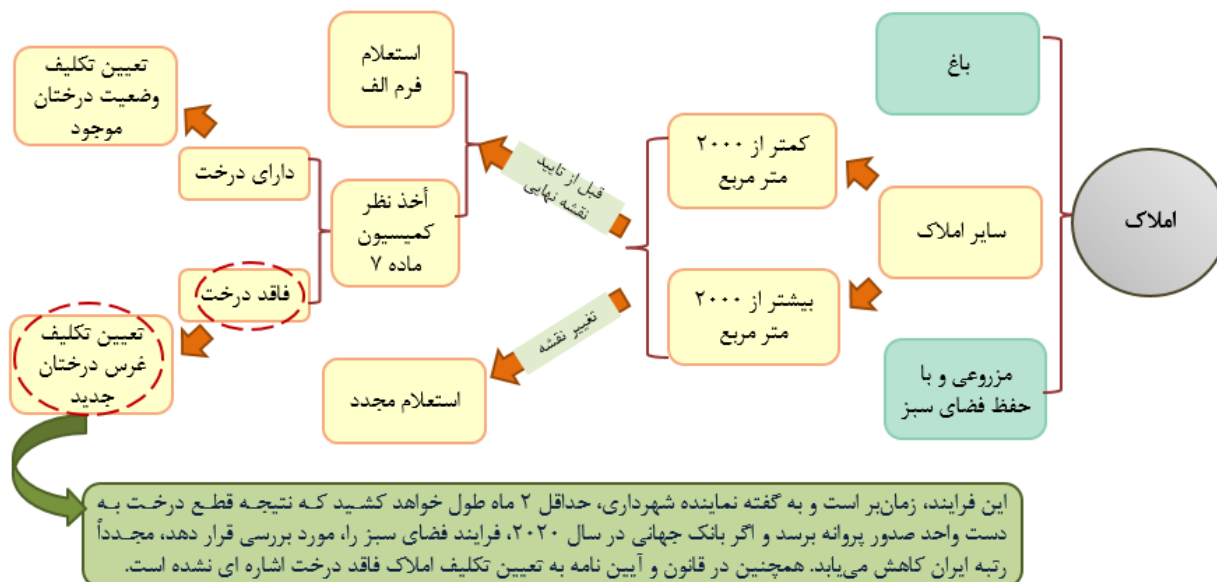 املاک
باغ
سایر املاک
مزروعی و با
حفظ فضای سبز
کمتر از ۲۰۰۰
متر مربع
بیشتر از ۲۰۰۰
متر مربع
قبل از تایید
نقشه نهایی
تغییر نقشه
استعلام
فرم الف
أخذ نظر
کمیسیون
ماده ۷
استعلام مجدد
دارای درخت
فاقد درخت
تعیین تکلیف
وضعیت درختان
موجود
تعیین تکلیف
غرس درختان
جدید
این فرایند، زمان‌بر است و به گفته نماینده شهرداری، حداقل ۲ ماه طول خواهد کشید که نتیجه قطع درخت به
دست واحد صدور پروانه برسد و اگر بانک جهانی در سال ۲۰۲۰، فرایند فضای سبز را، مورد بررسی قرار دهد، مجدداً
رتبه ایران کاهش می‌یابد. همچنین در قانون و آیین نامه به تعیین تکلیف املاک فاقد درخت اشاره ای نشده است.